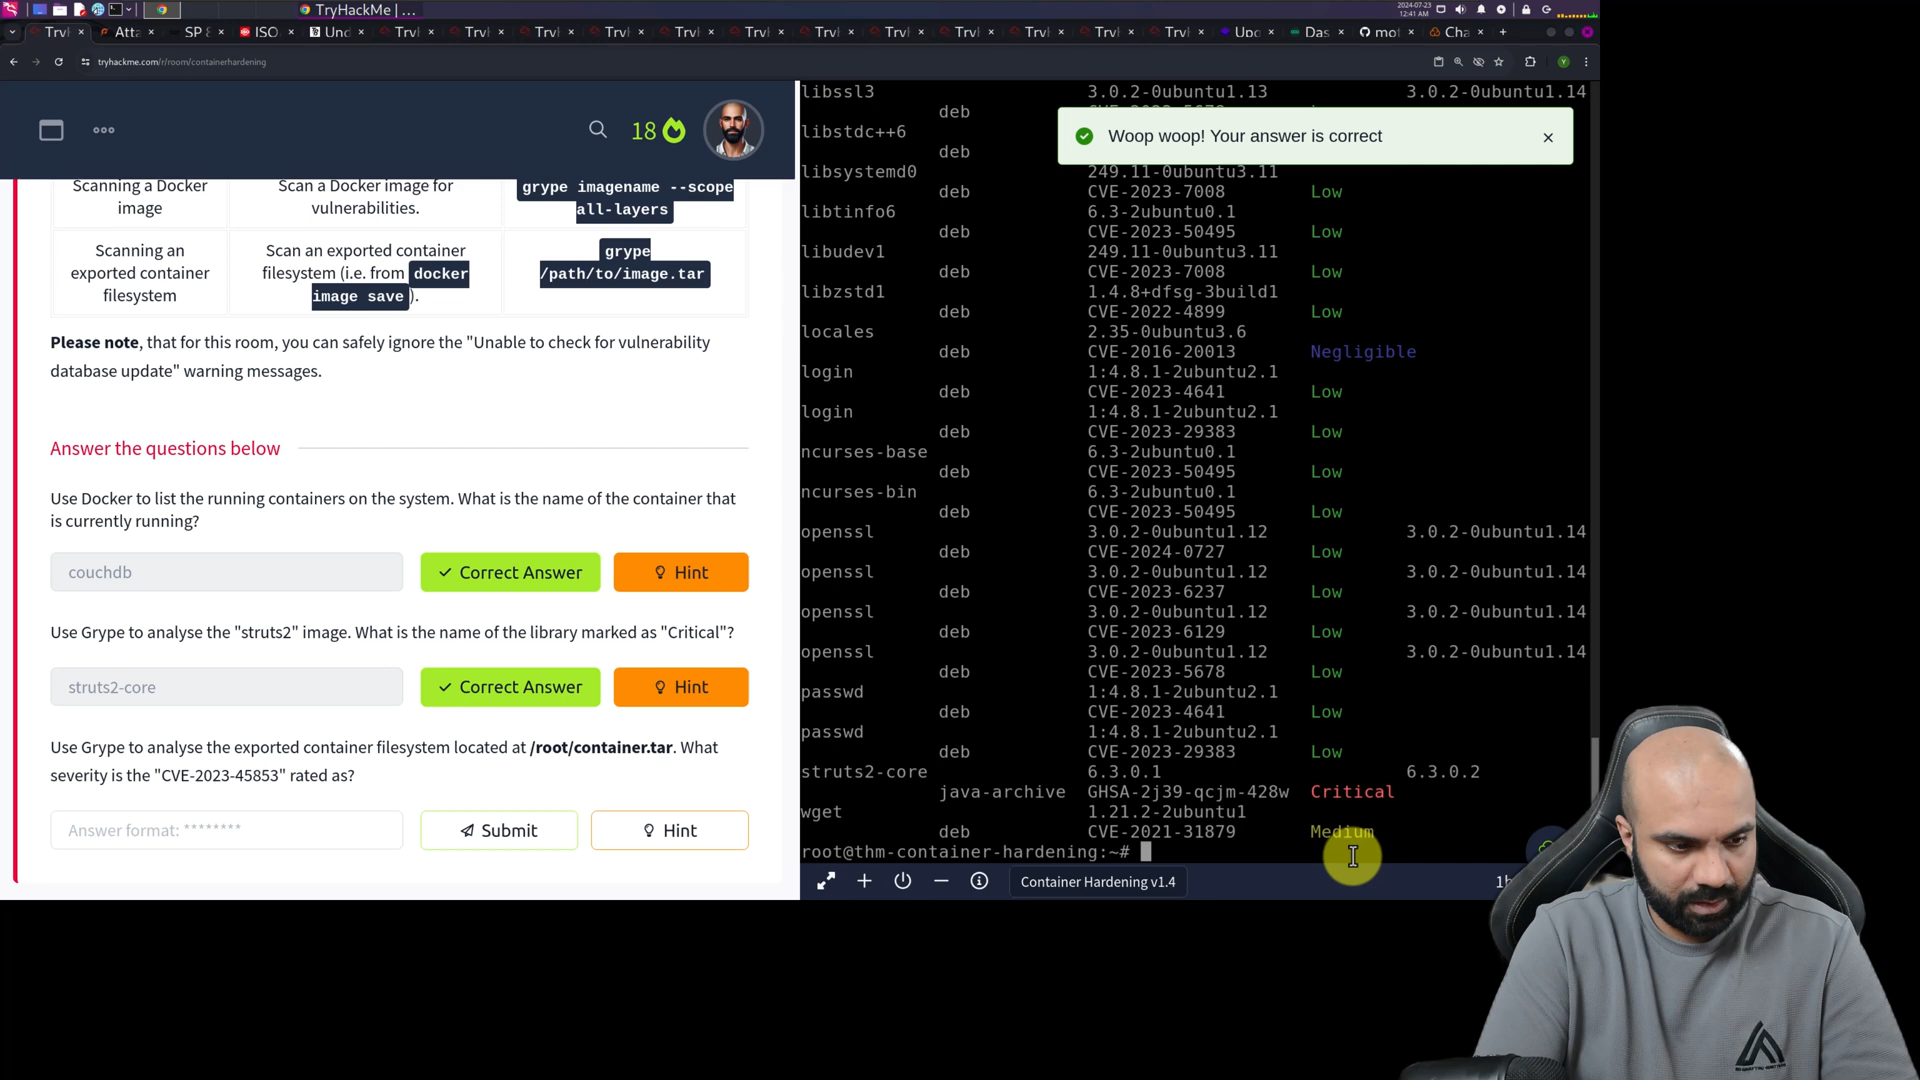 TryHackMe | ...
2024-07-23
12:41 AM
TryH
Atta
SP 8
ISO
Und
Upg
Das
mot
Cha
tryhackme.com/r/room/containerhardening
18
Scanning a Docker image
Scan a Docker image for vulnerabilities.
grype imagename --scope all-layers
Scanning an exported container filesystem
Scan an exported container filesystem (i.e. from docker image save ).
grype /path/to/image.tar
Please note, that for this room, you can safely ignore the "Unable to check for vulnerability
database update" warning messages.
Answer the questions below
Use Docker to list the running containers on the system. What is the name of the container that
is currently running?
couchdb
Correct Answer
Hint
Use Grype to analyse the "struts2" image. What is the name of the library marked as "Critical"?
struts2-core
Correct Answer
Hint
Use Grype to analyse the exported container filesystem located at /root/container.tar. What
severity is the "CVE-2023-45853" rated as?
Answer format: ********
Submit
Hint
Woop woop! Your answer is correct
libssl3 3.0.2-0ubuntu1.13 3.0.2-0ubuntu1.14
deb
libstdc++6
deb
libsystemd0 249.11-0ubuntu3.11
deb CVE-2023-7008 Low
libtinfo6 6.3-2ubuntu0.1
deb CVE-2023-50495 Low
libudev1 249.11-0ubuntu3.11
deb CVE-2023-7008 Low
libzstd1 1.4.8+dfsg-3build1
deb CVE-2022-4899 Low
locales 2.35-0ubuntu3.6
deb CVE-2016-20013 Negligible
login 1:4.8.1-2ubuntu2.1
deb CVE-2023-4641 Low
login 1:4.8.1-2ubuntu2.1
deb CVE-2023-29383 Low
ncurses-base 6.3-2ubuntu0.1
deb CVE-2023-50495 Low
ncurses-bin 6.3-2ubuntu0.1
deb CVE-2023-50495 Low
openssl 3.0.2-0ubuntu1.12 3.0.2-0ubuntu1.14
deb CVE-2024-0727 Low
openssl 3.0.2-0ubuntu1.12 3.0.2-0ubuntu1.14
deb CVE-2023-6237 Low
openssl 3.0.2-0ubuntu1.12 3.0.2-0ubuntu1.14
deb CVE-2023-6129 Low
openssl 3.0.2-0ubuntu1.12 3.0.2-0ubuntu1.14
deb CVE-2023-5678 Low
passwd 1:4.8.1-2ubuntu2.1
deb CVE-2023-4641 Low
passwd 1:4.8.1-2ubuntu2.1
deb CVE-2023-29383 Low
struts2-core 6.3.0.1 6.3.0.2
java-archive GHSA-2j39-qcjm-428w Critical
wget 1.21.2-2ubuntu1
deb CVE-2021-31879 Medium
root@thm-container-hardening:~#
Container Hardening v1.4